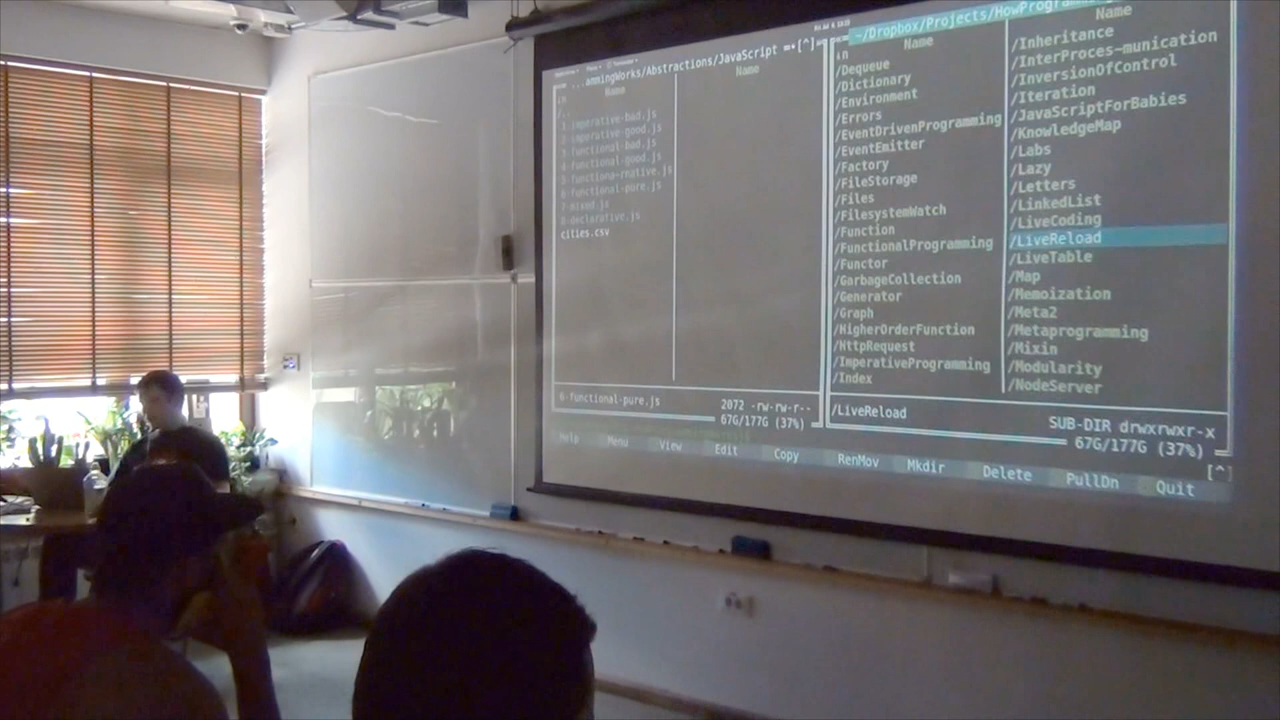 ...ammingWorks/Abstractions/JavaScript
Name
Name
/..
1-imperative-bad.js
2-imperative-good.js
3-functional-bad.js
4-functional-good.js
5-functiona~rnative.js
6-functional-pure.js
7-mixed.js
8-declarative.js
cities.csv
6-functional-pure.js
2072 -rw-rw-r--
67G/177G (37%)
~/Dropbox/Projects/HowProgrammi
Name
Name
/Dequeue
/Dictionary
/Environment
/Errors
/EventDrivenProgramming
/EventEmitter
/Factory
/FileStorage
/Files
/FilesystemWatch
/Function
/FunctionalProgramming
/Functor
/GarbageCollection
/Generator
/Graph
/HigherOrderFunction
/HttpRequest
/ImperativeProgramming
/Index
/Inheritance
/InterProces~munication
/InversionOfControl
/Iteration
/JavaScriptForBabies
/KnowledgeMap
/Labs
/Lazy
/Letters
/LinkedList
/LiveCoding
/LiveReload
/LiveTable
/Map
/Memoization
/Meta2
/Metaprogramming
/Mixin
/Modularity
/NodeServer
/LiveReload
SUB-DIR drwxrwxr-x
67G/177G (37%)
[^]
Help Menu View Edit Copy RenMov Mkdir Delete PullDn Quit